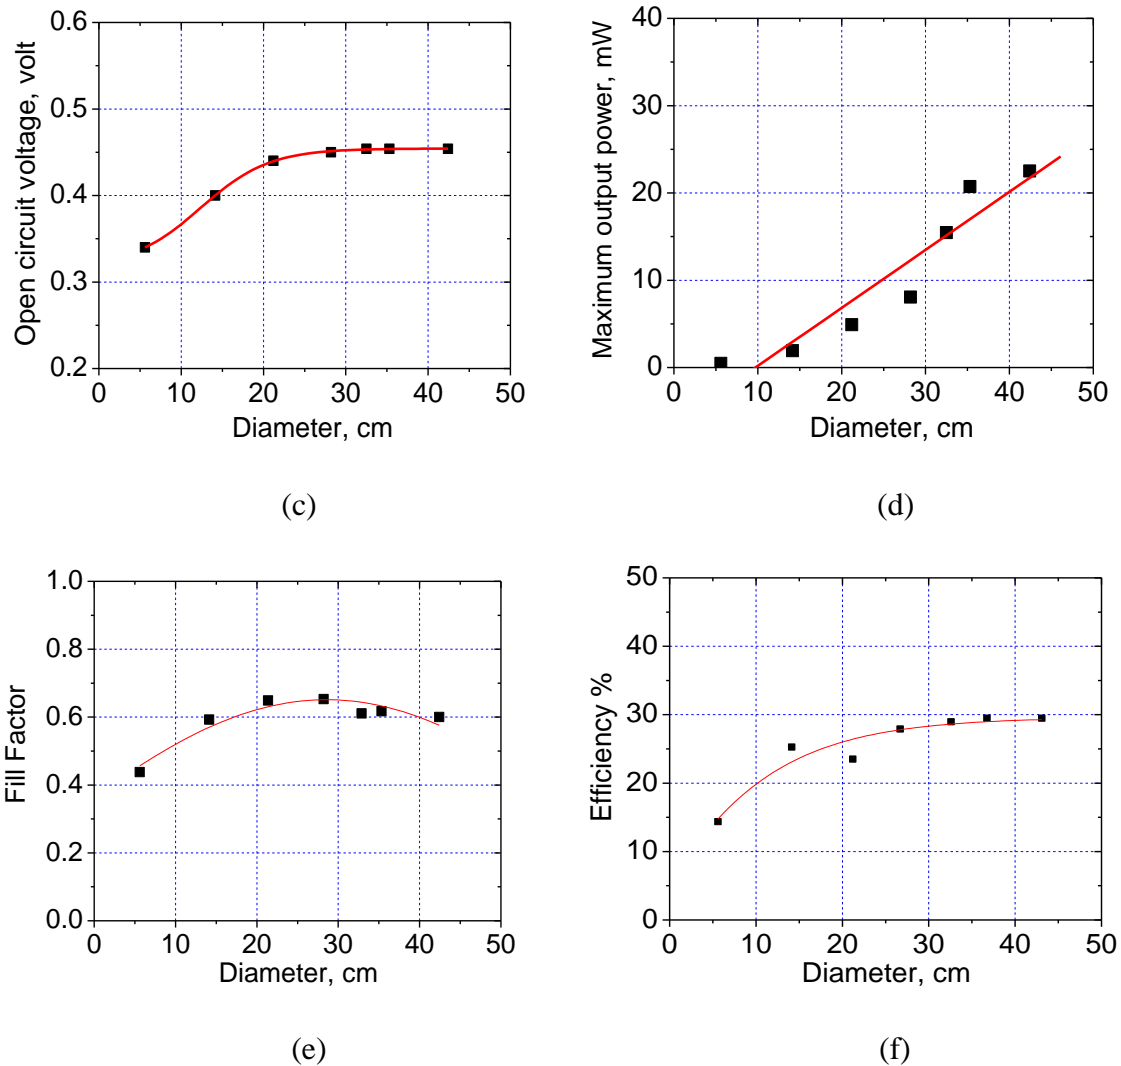 0.6
0.5
0.4
0.3
0.2
0 10 20 30 40 50
Open circuit voltage, volt
Diameter, cm
(c)
40
30
20
10
0
0 10 20 30 40 50
Maximum output power, mW
Diameter, cm
(d)
1.0
0.8
0.6
0.4
0.2
0.0
0 10 20 30 40 50
Fill Factor
Diameter, cm
(e)
50
40
30
20
10
0
0 10 20 30 40 50
Efficiency %
Diameter, cm
(f)